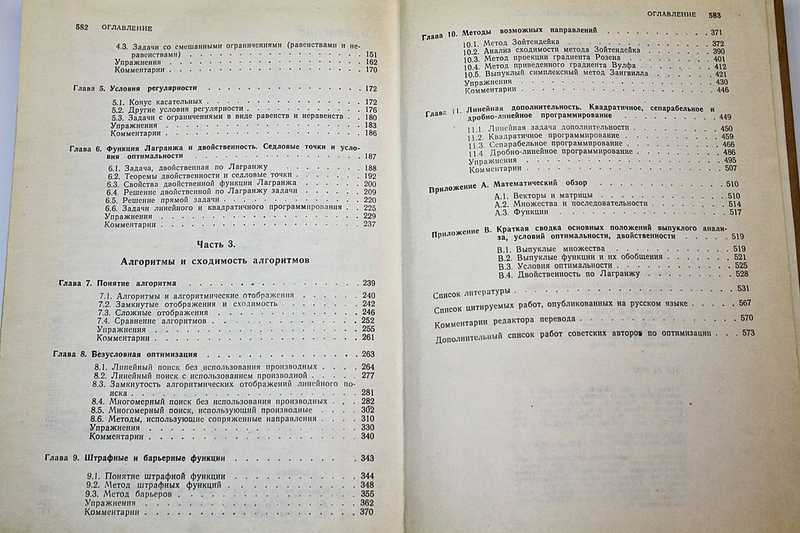 582 ОГЛАВЛЕНИЕ
4.3. Задачи со смешанными ограничениями (равенствами и не-
равенствами) . . . 151
Упражнения . . . 162
Комментарии . . . 170
Глава 5. Условия регулярности . . . 172
5.1. Конус касательных . . . 172
5.2. Другие условия регулярности . . . 176
5.3. Задачи с ограничениями в виде равенств и неравенств . . 180
Упражнения . . . 183
Комментарии . . . 186
Глава 6. Функция Лагранжа и двойственность. Седловые точки и усло-
вия оптимальности . . . 187
6.1. Задача, двойственная по Лагранжу . . . 188
6.2. Теоремы двойственности и седловые точки . . . 192
6.3. Свойства двойственной функции Лагранжа . . . 200
6.4. Решение двойственной по Лагранжу задачи . . . 209
6.5. Решение прямой задачи . . . 220
6.6. Задачи линейного и квадратичного программирования . . 225
Упражнения . . . 229
Комментарии . . . 237
Часть 3.
Алгоритмы и сходимость алгоритмов
Глава 7. Понятие алгоритма . . . 239
7.1. Алгоритмы и алгоритмические отображения . . . 240
7.2. Замкнутые отображения и сходимость . . . 242
7.3. Сложные отображения . . . 246
7.4. Сравнение алгоритмов . . . 252
Упражнения . . . 255
Комментарии . . . 261
Глава 8. Безусловная оптимизация . . . 263
8.1. Линейный поиск без использования производных . . . 264
8.2. Линейный поиск с использованием производной . . . 277
8.3. Замкнутость алгоритмических отображений линейного по-
иска . . . 281
8.4. Многомерный поиск без использования производных . . . 282
8.5. Многомерный поиск, использующий производные . . . 302
8.6. Методы, использующие сопряженные направления . . . 310
Упражнения . . . 330
Комментарии . . . 340
Глава 9. Штрафные и барьерные функции . . . 343
9.1. Понятие штрафной функции . . . 344
9.2. Метод штрафных функций . . . 348
9.3. Метод барьеров . . . 355
Упражнения . . . 362
Комментарии . . . 370
ОГЛАВЛЕНИЕ 583
Глава 10. Методы возможных направлений . . . 371
10.1. Метод Зойтендейка . . . 372
10.2. Анализ сходимости метода Зойтендейка . . . 390
10.3. Метод проекции градиента Розена . . . 401
10.4. Метод приведенного градиента Вулфа . . . 412
10.5. Выпуклый симплексный метод Зангвилла . . . 421
Упражнения . . . 430
Комментарии . . . 446
Глава 11. Линейная дополнительность. Квадратичное, сепарабельное и
дробно-линейное программирование . . . 449
11.1. Линейная задача дополнительности . . . 450
11.2. Квадратичное программирование . . . 459
11.3. Сепарабельное программирование . . . 466
11.4 Дробно-линейное программирование . . . 486
Упражнения . . . 495
Комментарии . . . 507
Приложение А. Математический обзор . . . 510
А.1. Векторы и матрицы . . . 510
А.2. Множества и последовательности . . . 514
А.3. Функции . . . 517
Приложение В. Краткая сводка основных положений выпуклого анали-
за, условий оптимальности, двойственности . . . 519
В.1. Выпуклые множества . . . 519
В.2. Выпуклые функции и их обобщения . . . 521
В.3. Условия оптимальности . . . 525
В.4. Двойственность по Лагранжу . . . 528
Список литературы . . . 531
Список цитируемых работ, опубликованных на русском языке . . . 567
Комментарии редактора перевода . . . 570
Дополнительный список работ советских авторов по оптимизации . . . 573